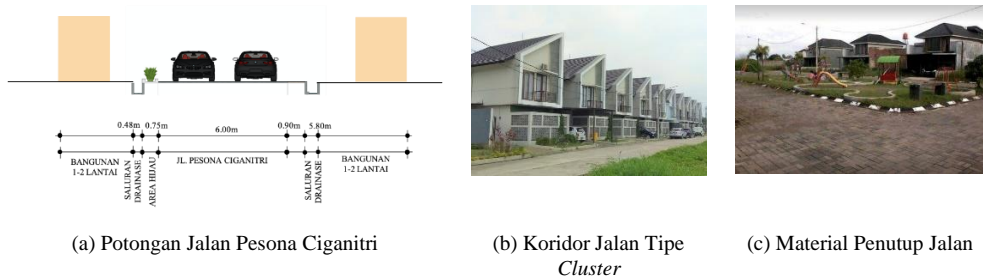 0.48m 0.75m 6.00m 0.90m 5.80m
BANGUNAN
1-2 LANTAI
SALURAN
DRAINASE
AREA HIJAU
JL. PESONA CIGANITRI
SALURAN
DRAINASE
BANGUNAN
1-2 LANTAI
(a) Potongan Jalan Pesona Ciganitri
(b) Koridor Jalan Tipe
Cluster
(c) Material Penutup Jalan